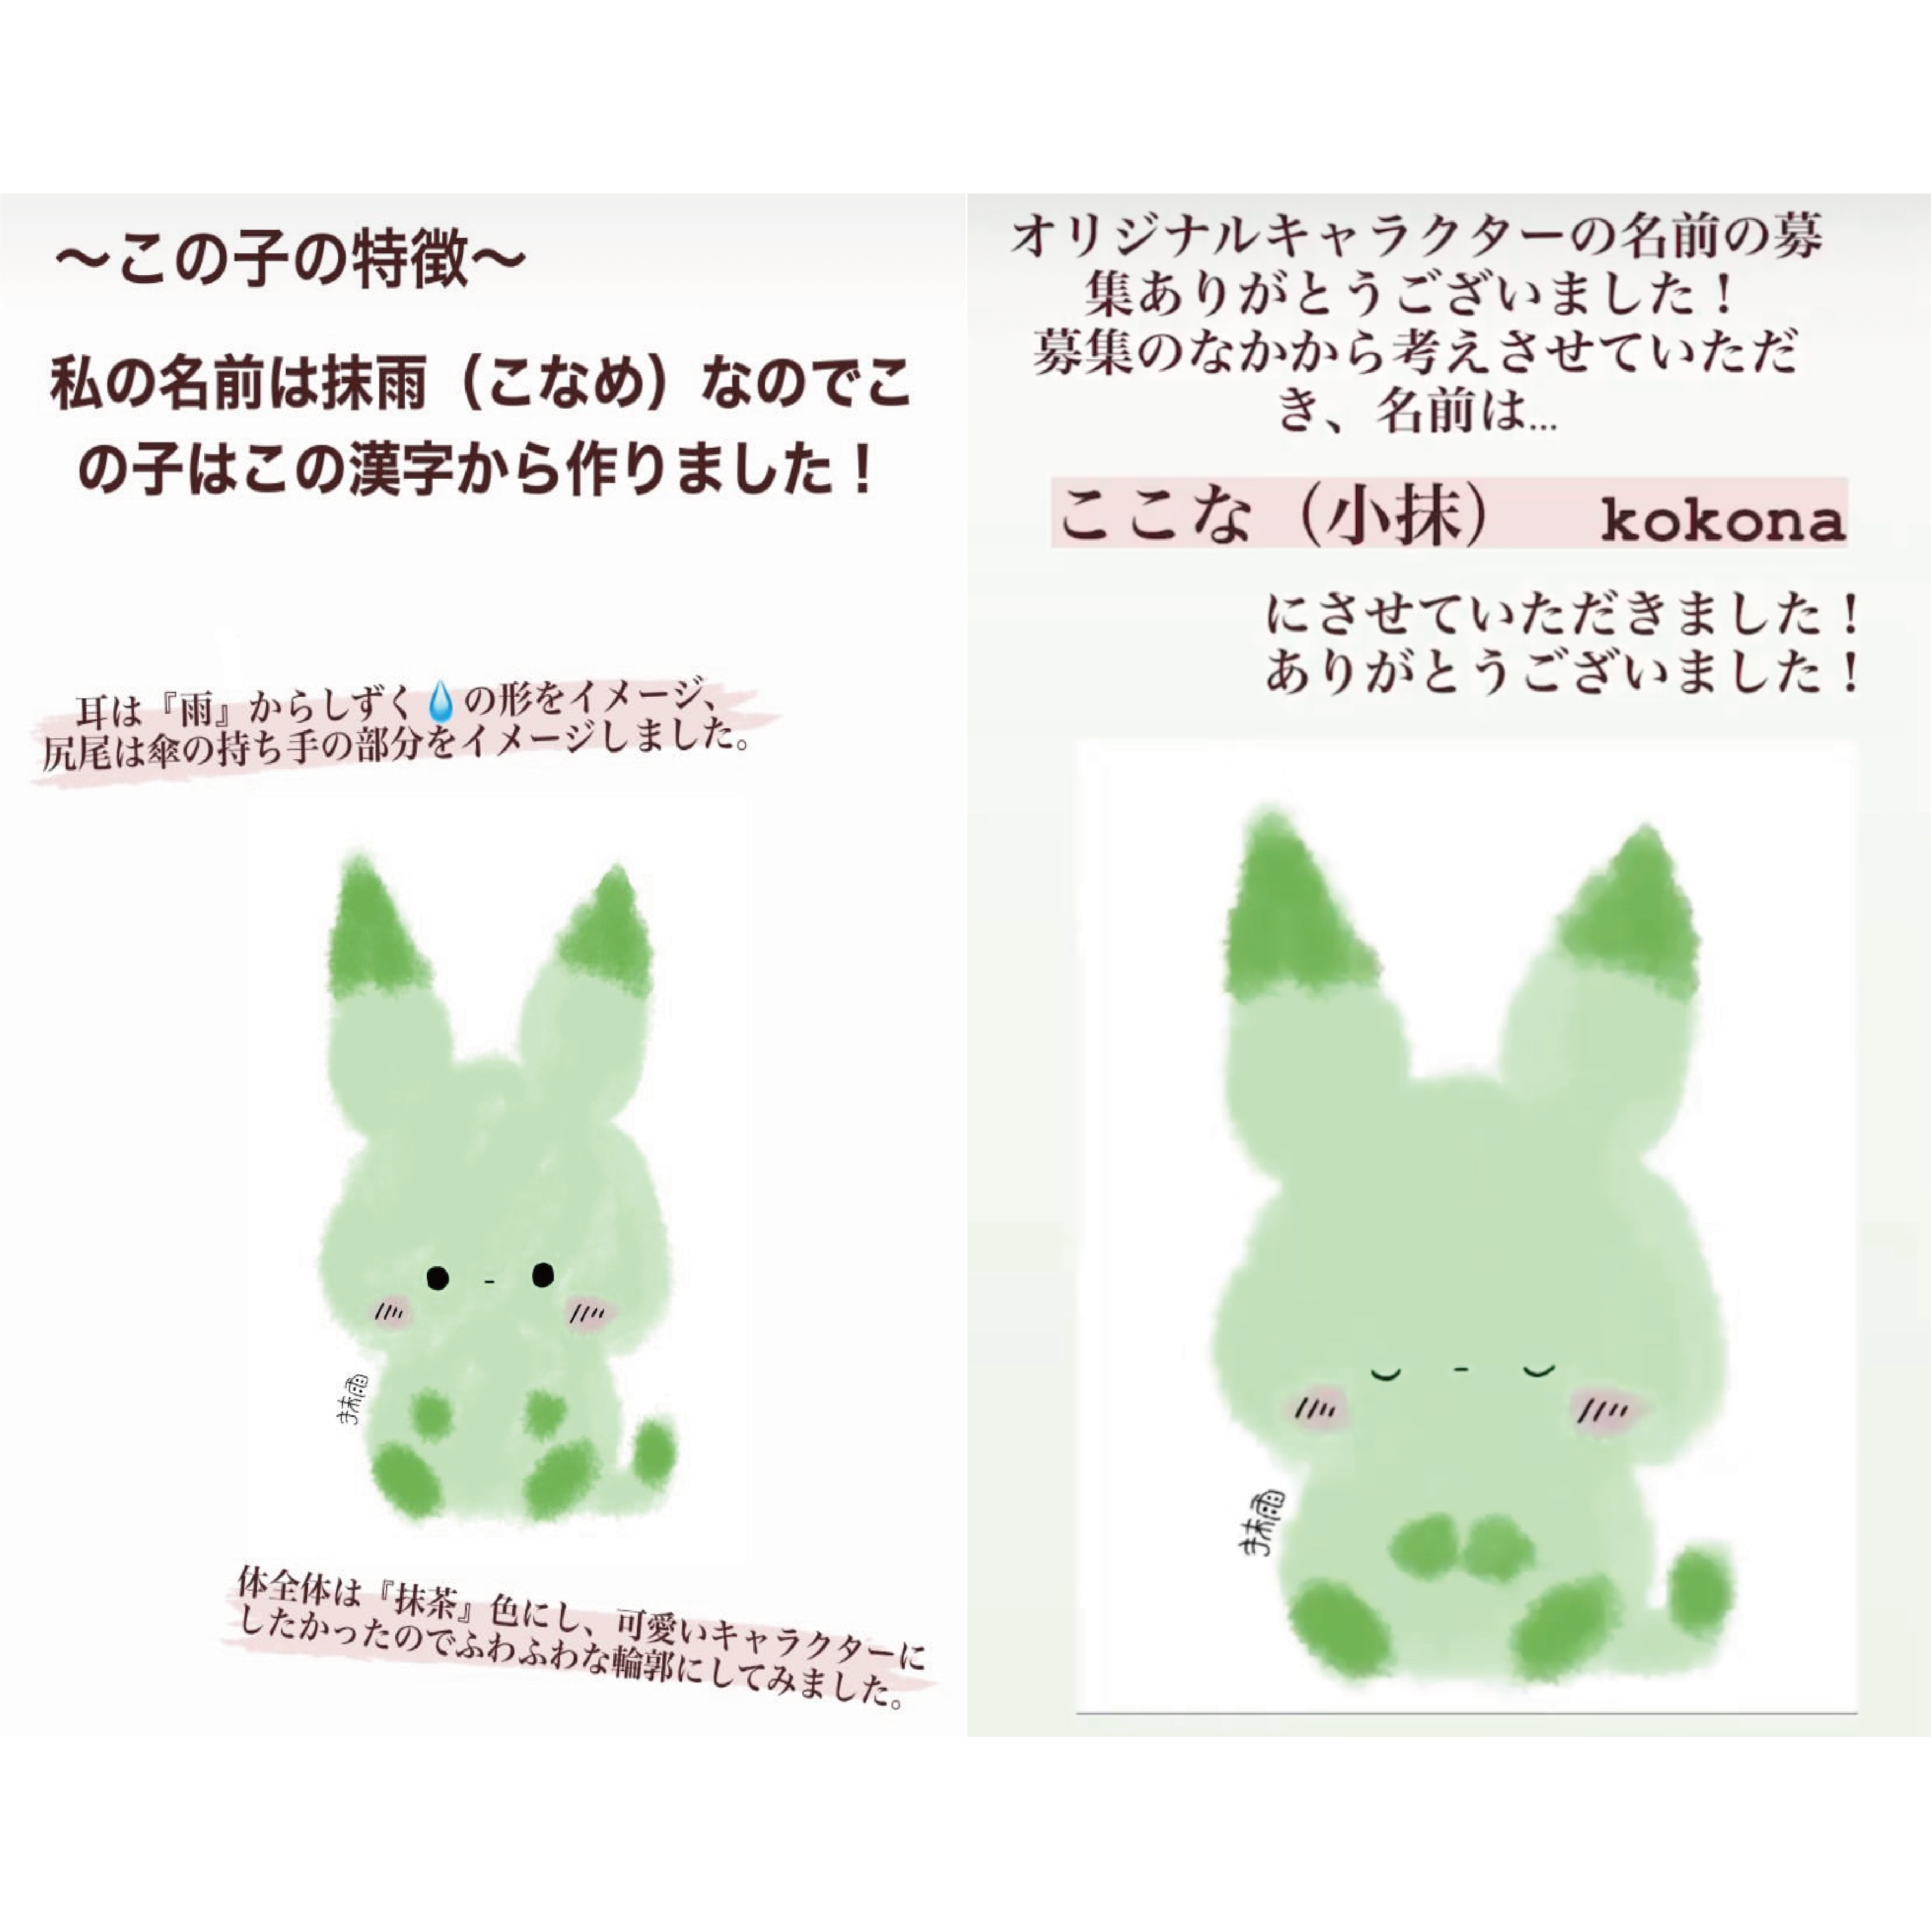 〜この子の特徴〜
私の名前は抹雨（こなめ）なのでこ
の子はこの漢字から作りました！
耳は『雨』からしずく💧の形をイメージ、
尻尾は傘の持ち手の部分をイメージしました。
抹雨
体全体は『抹茶』色にし、可愛いキャラクターに
したかったのでふわふわな輪郭にしてみました。
オリジナルキャラクターの名前の募
集ありがとうございました！
募集のなかから考えさせていただ
き、名前は...
ここな（小抹） kokona
にさせていただきました！
ありがとうございました！
抹雨